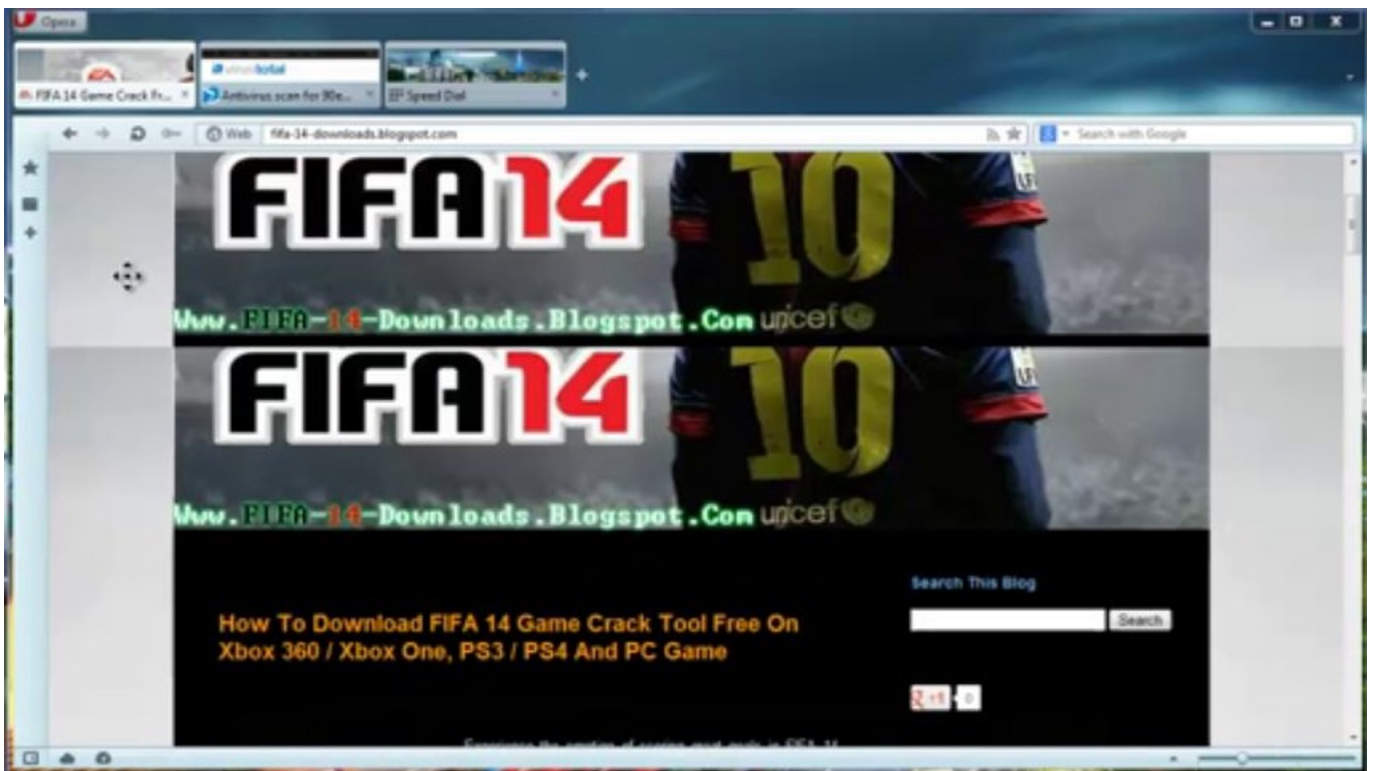 Opera
EA
virustotal
FIFA 14 Game Crack Fr...
Antivirus scan for 90e...
Speed Dial
Web
fifa-14-downloads.blogspot.com
Search with Google
FIFA 14
10
Www.FIFA-14-Downloads.Blogspot.Com
unicef
FIFA 14
10
Www.FIFA-14-Downloads.Blogspot.Com
unicef
Search This Blog
Search
How To Download FIFA 14 Game Crack Tool Free On
Xbox 360 / Xbox One, PS3 / PS4 And PC Game
+1
0